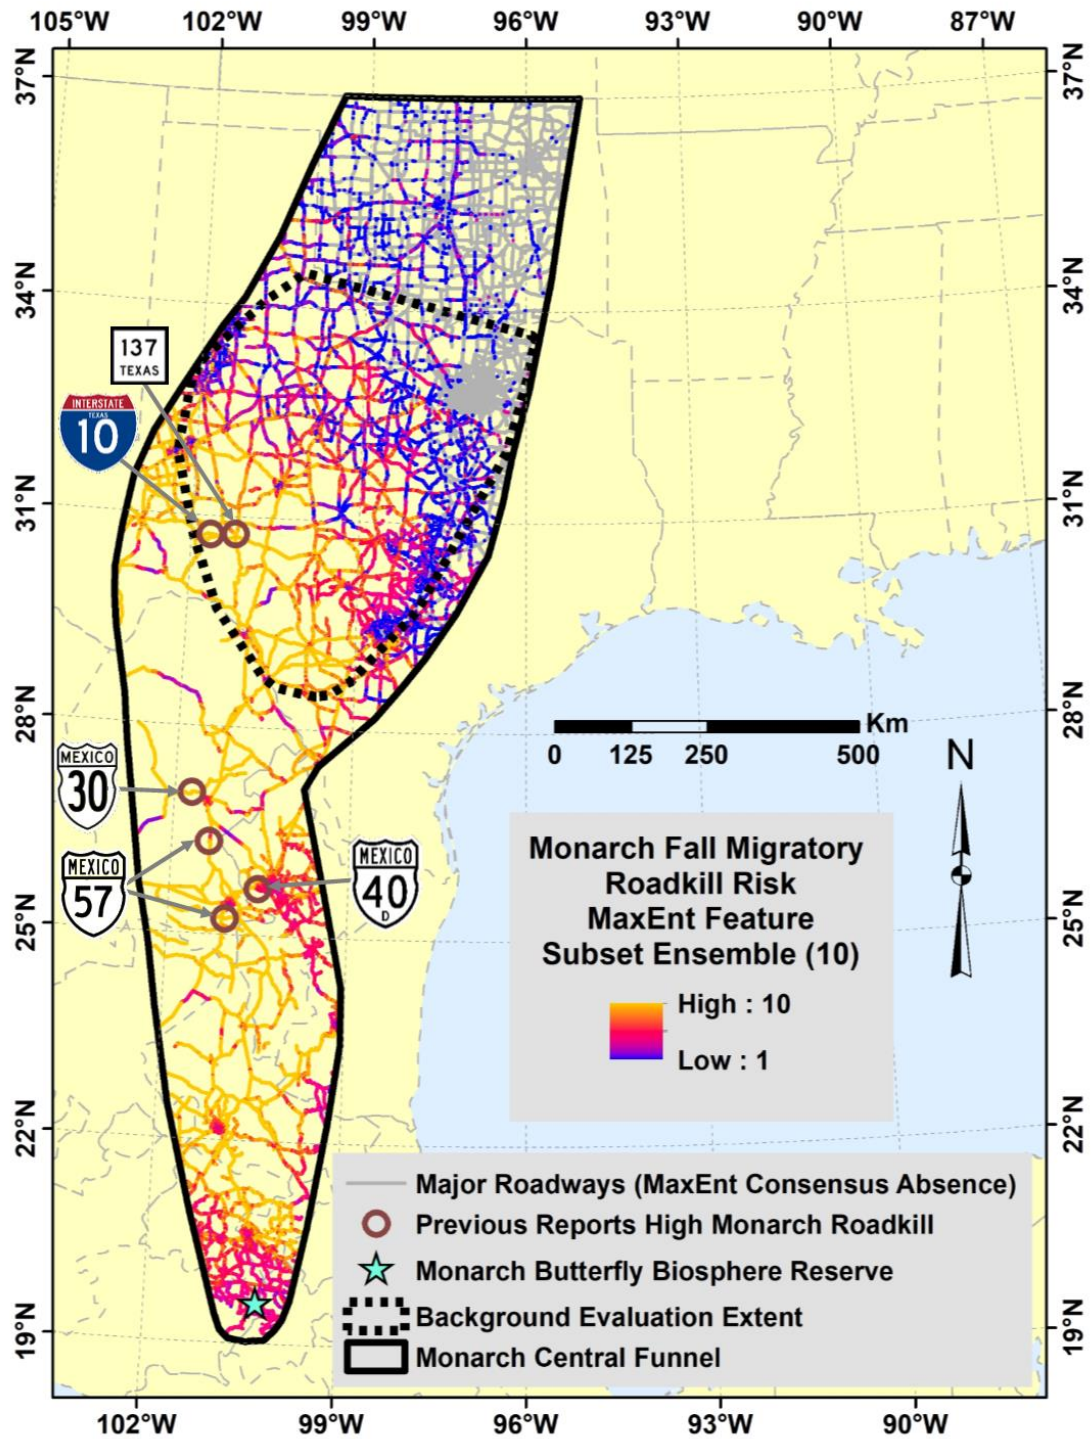 105°W 102°W 99°W 96°W 93°W 90°W 87°W
37°N 37°N
34°N 34°N
137
TEXAS
INTERSTATE
TEXAS
10
31°N 31°N
28°N 28°N
Km
0 125 250 500
N
MEXICO
30
MEXICO
57
MEXICO
40
D
25°N 25°N
Monarch Fall Migratory
Roadkill Risk
MaxEnt Feature
Subset Ensemble (10)
High : 10
Low : 1
22°N 22°N
Major Roadways (MaxEnt Consensus Absence)
Previous Reports High Monarch Roadkill
Monarch Butterfly Biosphere Reserve
Background Evaluation Extent
Monarch Central Funnel
19°N 19°N
102°W 99°W 96°W 93°W 90°W